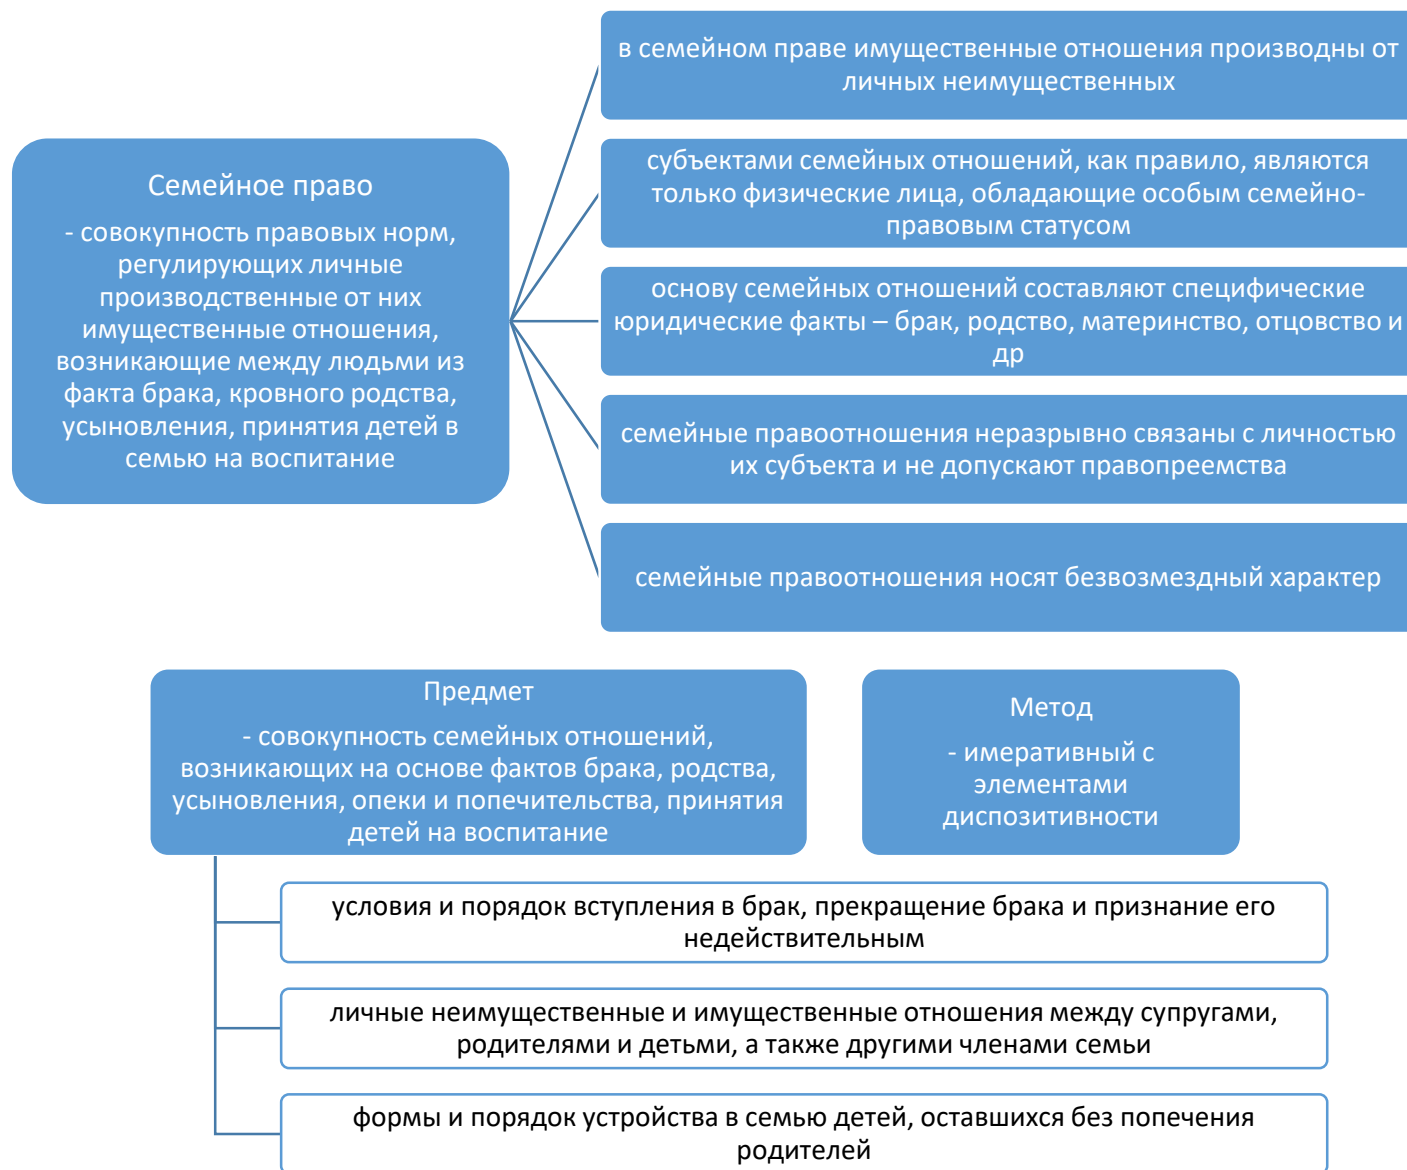 Семейное право
- совокупность правовых норм,
регулирующих личные
производственные от них
имущественные отношения,
возникающие между людьми из
факта брака, кровного родства,
усыновления, принятия детей в
семью на воспитание
в семейном праве имущественные отношения производны от
личных неимущественных
субъектами семейных отношений, как правило, являются
только физические лица, обладающие особым семейно-
правовым статусом
основу семейных отношений составляют специфические
юридические факты – брак, родство, материнство, отцовство и
др
семейные правоотношения неразрывно связаны с личностью
их субъекта и не допускают правопреемства
семейные правоотношения носят безвозмездный характер
Предмет
- совокупность семейных отношений,
возникающих на основе фактов брака, родства,
усыновления, опеки и попечительства, принятия
детей на воспитание
Метод
- имеративный с
элементами
диспозитивности
условия и порядок вступления в брак, прекращение брака и признание его
недействительным
личные неимущественные и имущественные отношения между супругами,
родителями и детьми, а также другими членами семьи
формы и порядок устройства в семью детей, оставшихся без попечения
родителей